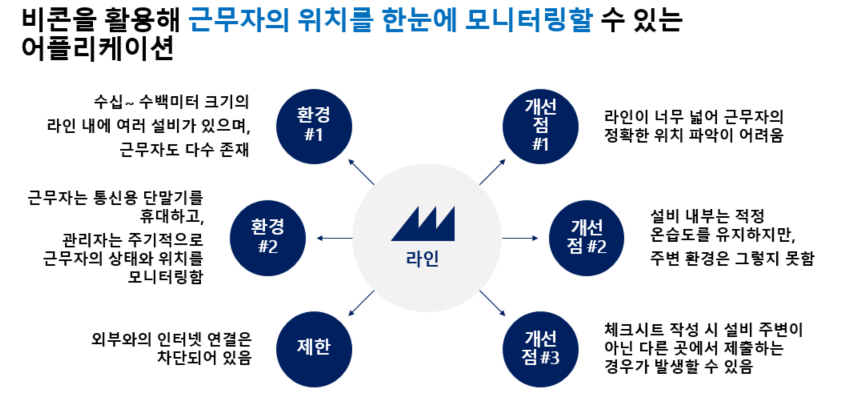 비콘을 활용해 근무자의 위치를 한눈에 모니터링할 수 있는
어플리케이션
수십~ 수백미터 크기의
라인 내에 여러 설비가 있으며,
근무자도 다수 존재
환경
#1
개선
점
#1
라인이 너무 넓어 근무자의
정확한 위치 파악이 어려움
근무자는 통신용 단말기를
휴대하고,
관리자는 주기적으로
근무자의 상태와 위치를
모니터링함
환경
#2
라인
개선
점 #2
설비 내부는 적정
온습도를 유지하지만,
주변 환경은 그렇지 못함
외부와의 인터넷 연결은
차단되어 있음
제한
개선
점 #3
체크시트 작성 시 설비 주변이
아닌 다른 곳에서 제출하는
경우가 발생할 수 있음